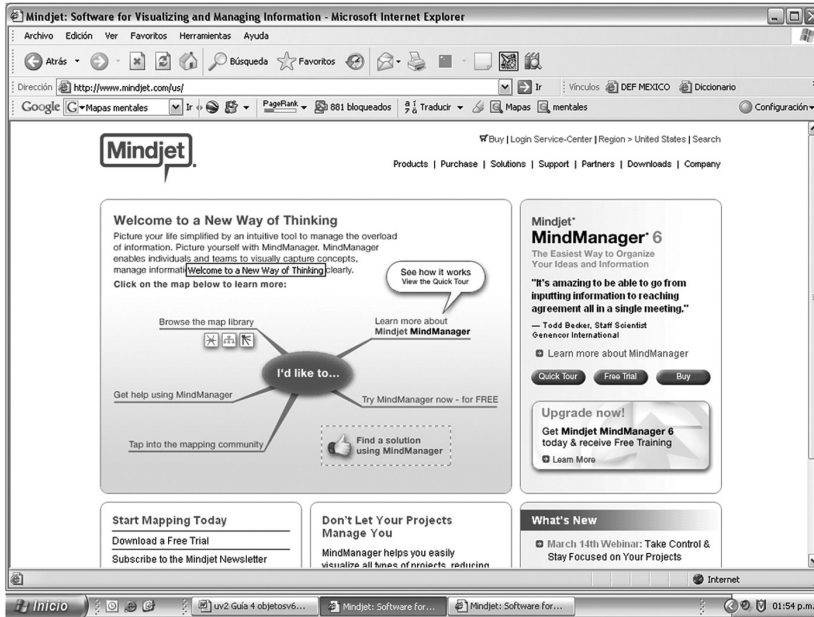 Mindjet: Software for Visualizing and Managing Information - Microsoft Internet Explorer
Archivo Edición Ver Favoritos Herramientas Ayuda
Atrás Búsqueda Favoritos
Dirección http://www.mindjet.com/us/ Ir Vínculos DEF MEXICO Diccionario
Google G Mapas mentales Ir PageRank 881 bloqueados Traducir Mapas mentales Configuración
Buy | Login Service-Center | Region > United States | Search
Mindjet
Products | Purchase | Solutions | Support | Partners | Downloads | Company
Welcome to a New Way of Thinking
Picture your life simplified by an intuitive tool to manage the overload
of information. Picture yourself with MindManager. MindManager
enables individuals and teams to visually capture concepts,
manage informati Welcome to a New Way of Thinking clearly.
Click on the map below to learn more:
See how it works
View the Quick Tour
Browse the map library
Learn more about
Mindjet MindManager
I'd like to...
Get help using MindManager
Try MindManager now - for FREE
Tap into the mapping community
Find a solution
using MindManager
Mindjet*
MindManager* 6
The Easiest Way to Organize
Your Ideas and Information
"It's amazing to be able to go from
inputting information to reaching
agreement all in a single meeting."
— Todd Becker, Staff Scientist
Genencor International
Learn more about MindManager
Quick Tour Free Trial Buy
Upgrade now!
Get Mindjet MindManager 6
today & receive Free Training
Learn More
Start Mapping Today
Download a Free Trial
Subscribe to the Mindjet Newsletter
Don't Let Your Projects
Manage You
MindManager helps you easily
visualize all types of projects, reducing
What's New
March 14th Webinar: Take Control &
Stay Focused on Your Projects
Internet
Inicio uv2 Guía 4 objetosv6... Mindjet: Software for... Mindjet: Software for... 01:54 p.m.